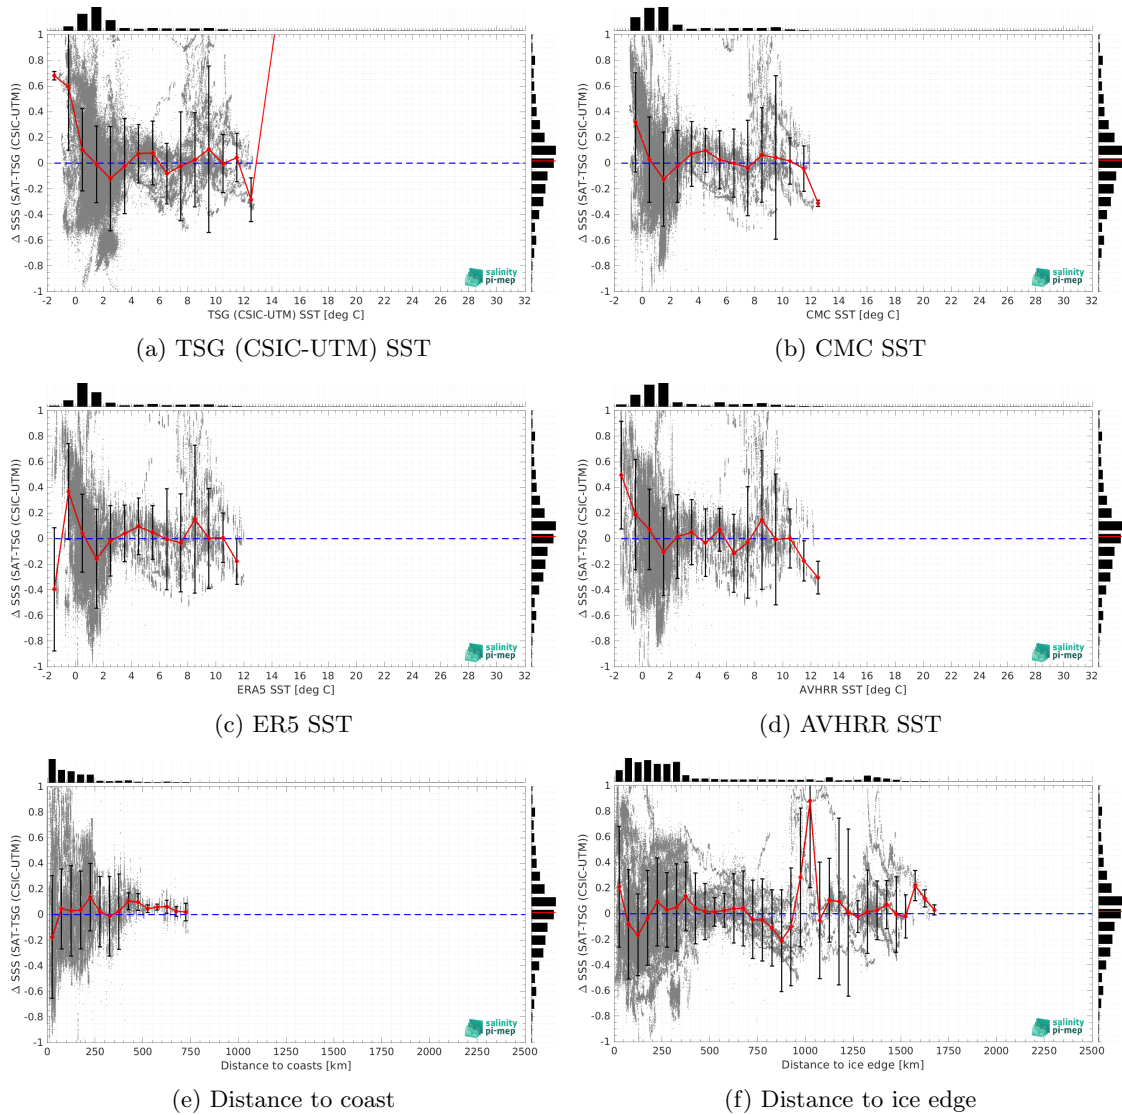 1
0.8
0.6
0.4
0.2
0
-0.2
-0.4
-0.6
-0.8
-1
Δ SSS (SAT-TSG (CSIC-UTM))
salinity
pi-mep
-2 0 2 4 6 8 10 12 14 16 18 20 22 24 26 28 30 32
TSG (CSIC-UTM) SST [deg C]
(a) TSG (CSIC-UTM) SST
1
0.8
0.6
0.4
0.2
0
-0.2
-0.4
-0.6
-0.8
-1
Δ SSS (SAT-TSG (CSIC-UTM))
salinity
pi-mep
-2 0 2 4 6 8 10 12 14 16 18 20 22 24 26 28 30 32
CMC SST [deg C]
(b) CMC SST
1
0.8
0.6
0.4
0.2
0
-0.2
-0.4
-0.6
-0.8
-1
Δ SSS (SAT-TSG (CSIC-UTM))
salinity
pi-mep
-2 0 2 4 6 8 10 12 14 16 18 20 22 24 26 28 30 32
ERA5 SST [deg C]
(c) ER5 SST
1
0.8
0.6
0.4
0.2
0
-0.2
-0.4
-0.6
-0.8
-1
Δ SSS (SAT-TSG (CSIC-UTM))
salinity
pi-mep
-2 0 2 4 6 8 10 12 14 16 18 20 22 24 26 28 30 32
AVHRR SST [deg C]
(d) AVHRR SST
1
0.8
0.6
0.4
0.2
0
-0.2
-0.4
-0.6
-0.8
-1
Δ SSS (SAT-TSG (CSIC-UTM))
salinity
pi-mep
0 250 500 750 1000 1250 1500 1750 2000 2250 2500
Distance to coasts [km]
(e) Distance to coast
1
0.8
0.6
0.4
0.2
0
-0.2
-0.4
-0.6
-0.8
-1
Δ SSS (SAT-TSG (CSIC-UTM))
salinity
pi-mep
0 250 500 750 1000 1250 1500 1750 2000 2250 2500
Distance to ice edge [km]
(f) Distance to ice edge